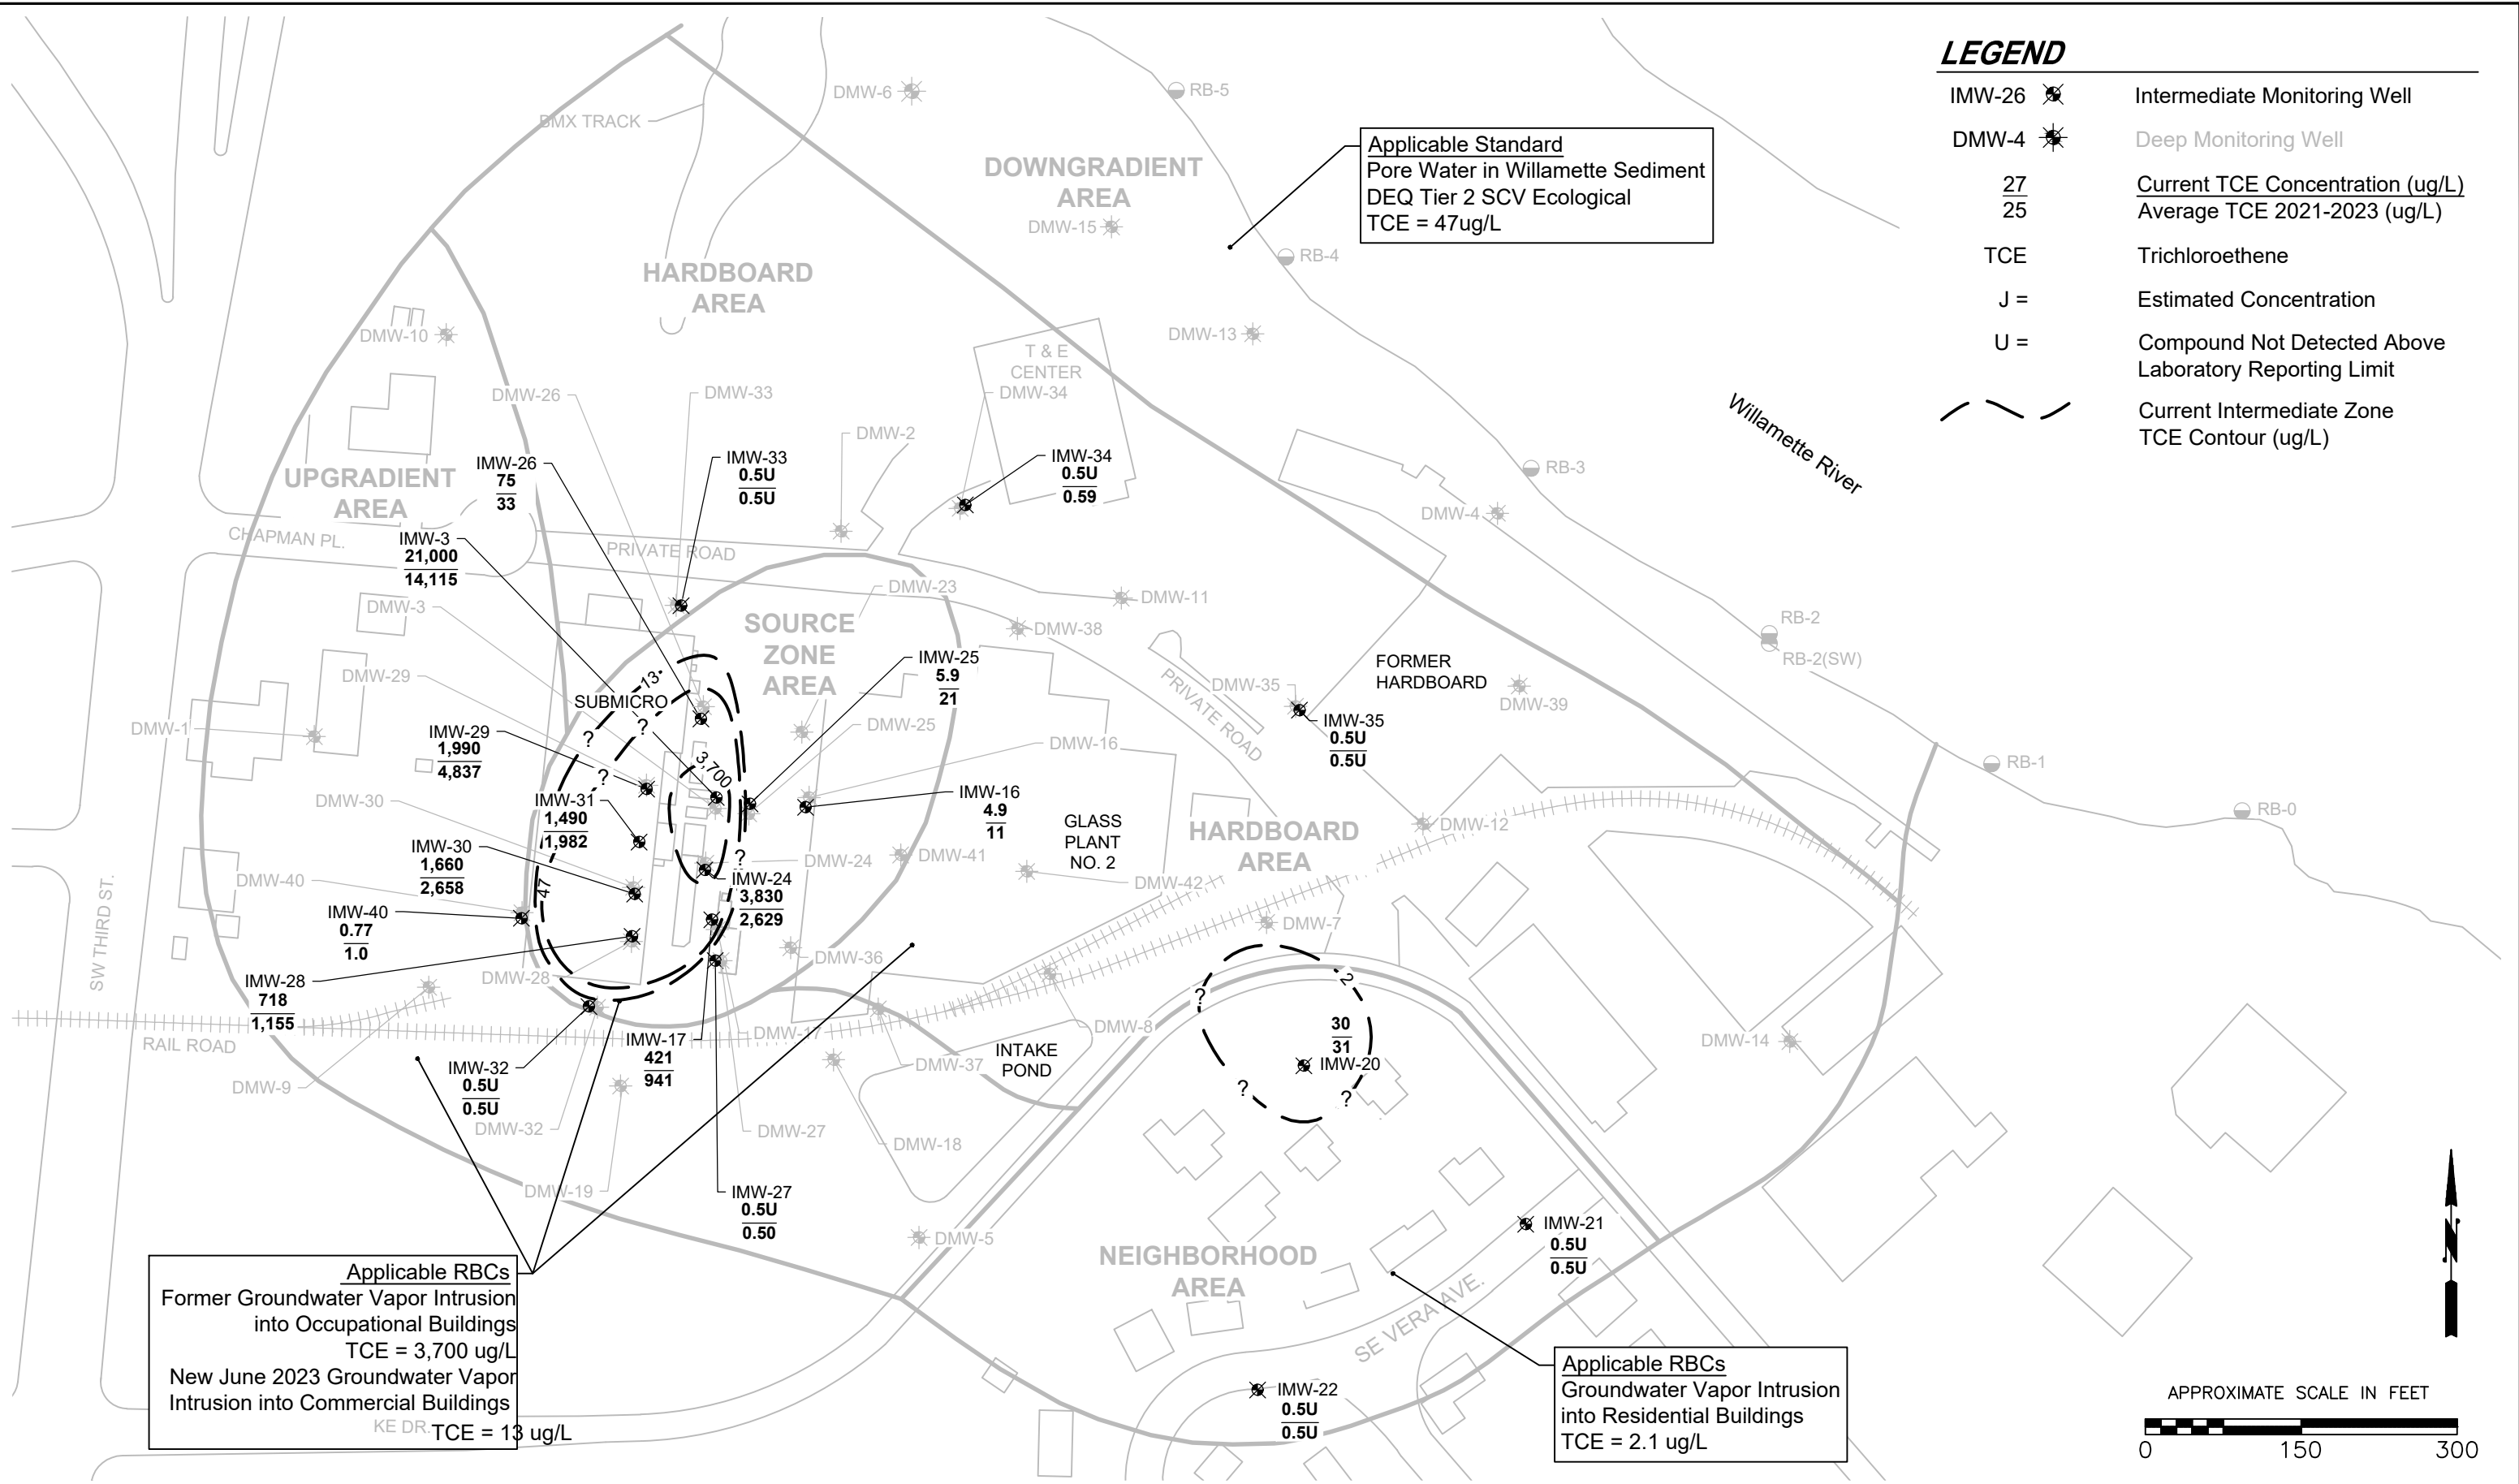 LEGEND
IMW-26 Intermediate Monitoring Well
DMW-4 Deep Monitoring Well
27 Current TCE Concentration (ug/L)
25 Average TCE 2021-2023 (ug/L)
TCE Trichloroethene
J = Estimated Concentration
U = Compound Not Detected Above
Laboratory Reporting Limit
Current Intermediate Zone
TCE Contour (ug/L)
Applicable Standard
Pore Water in Willamette Sediment
DEQ Tier 2 SCV Ecological
TCE = 47ug/L
DMW-6
RB-5
BMX TRACK
DOWNGRADIENT
AREA
DMW-15
RB-4
HARDBOARD
AREA
DMW-10
DMW-13
T & E
CENTER
DMW-34
DMW-26
DMW-33
DMW-2
Willamette River
RB-3
DMW-4
UPGRADIENT
AREA
IMW-26
75
33
IMW-33
0.5U
0.5U
IMW-34
0.5U
0.59
CHAPMAN PL.
PRIVATE ROAD
IMW-3
21,000
14,115
DMW-3
DMW-23
DMW-11
DMW-38
SOURCE
ZONE
AREA
RB-2
RB-2(SW)
IMW-25
5.9
21
FORMER
HARDBOARD
PRIVATE ROAD
DMW-35
DMW-39
IMW-35
0.5U
0.5U
DMW-29
13
SUBMICRO
?
?
?
DMW-25
DMW-1
IMW-29
1,990
4,837
DMW-16
3,700
RB-1
DMW-30
IMW-31
1,490
1,982
IMW-16
4.9
11
GLASS
PLANT
NO. 2
HARDBOARD
AREA
DMW-12
RB-0
IMW-30
1,660
2,658
?
DMW-24
DMW-41
DMW-40
47
IMW-24
3,830
2,629
DMW-42
SW THIRD ST.
IMW-40
0.77
1.0
DMW-7
DMW-36
IMW-28
718
1,155
DMW-28
2
?
30
31
IMW-20
?
?
RAIL ROAD
IMW-17
421
941
DMW-17
DMW-8
DMW-14
INTAKE
POND
DMW-37
DMW-9
IMW-32
0.5U
0.5U
DMW-32
DMW-27
DMW-18
DMW-19
IMW-27
0.5U
0.50
DMW-5
IMW-21
0.5U
0.5U
NEIGHBORHOOD
AREA
SE VERA AVE.
Applicable RBCs
Former Groundwater Vapor Intrusion
into Occupational Buildings
TCE = 3,700 ug/L
New June 2023 Groundwater Vapor
Intrusion into Commercial Buildings
TCE = 13 ug/L
KE DR.
IMW-22
0.5U
0.5U
Applicable RBCs
Groundwater Vapor Intrusion
into Residential Buildings
TCE = 2.1 ug/L
N
APPROXIMATE SCALE IN FEET
0 150 300